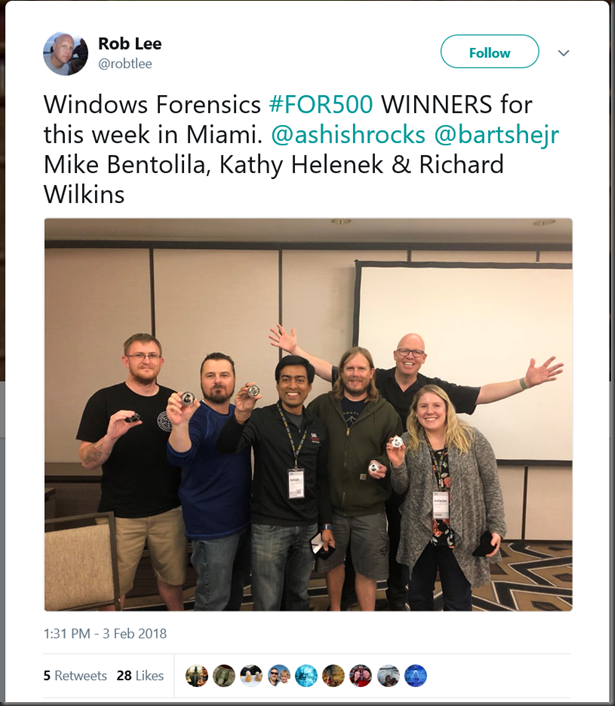 Rob Lee
@robtlee
Follow
Windows Forensics #FOR500 WINNERS for
this week in Miami. @ashishrocks @bartshejr
Mike Bentolila, Kathy Helenek & Richard
Wilkins
1:31 PM - 3 Feb 2018
5 Retweets 28 Likes